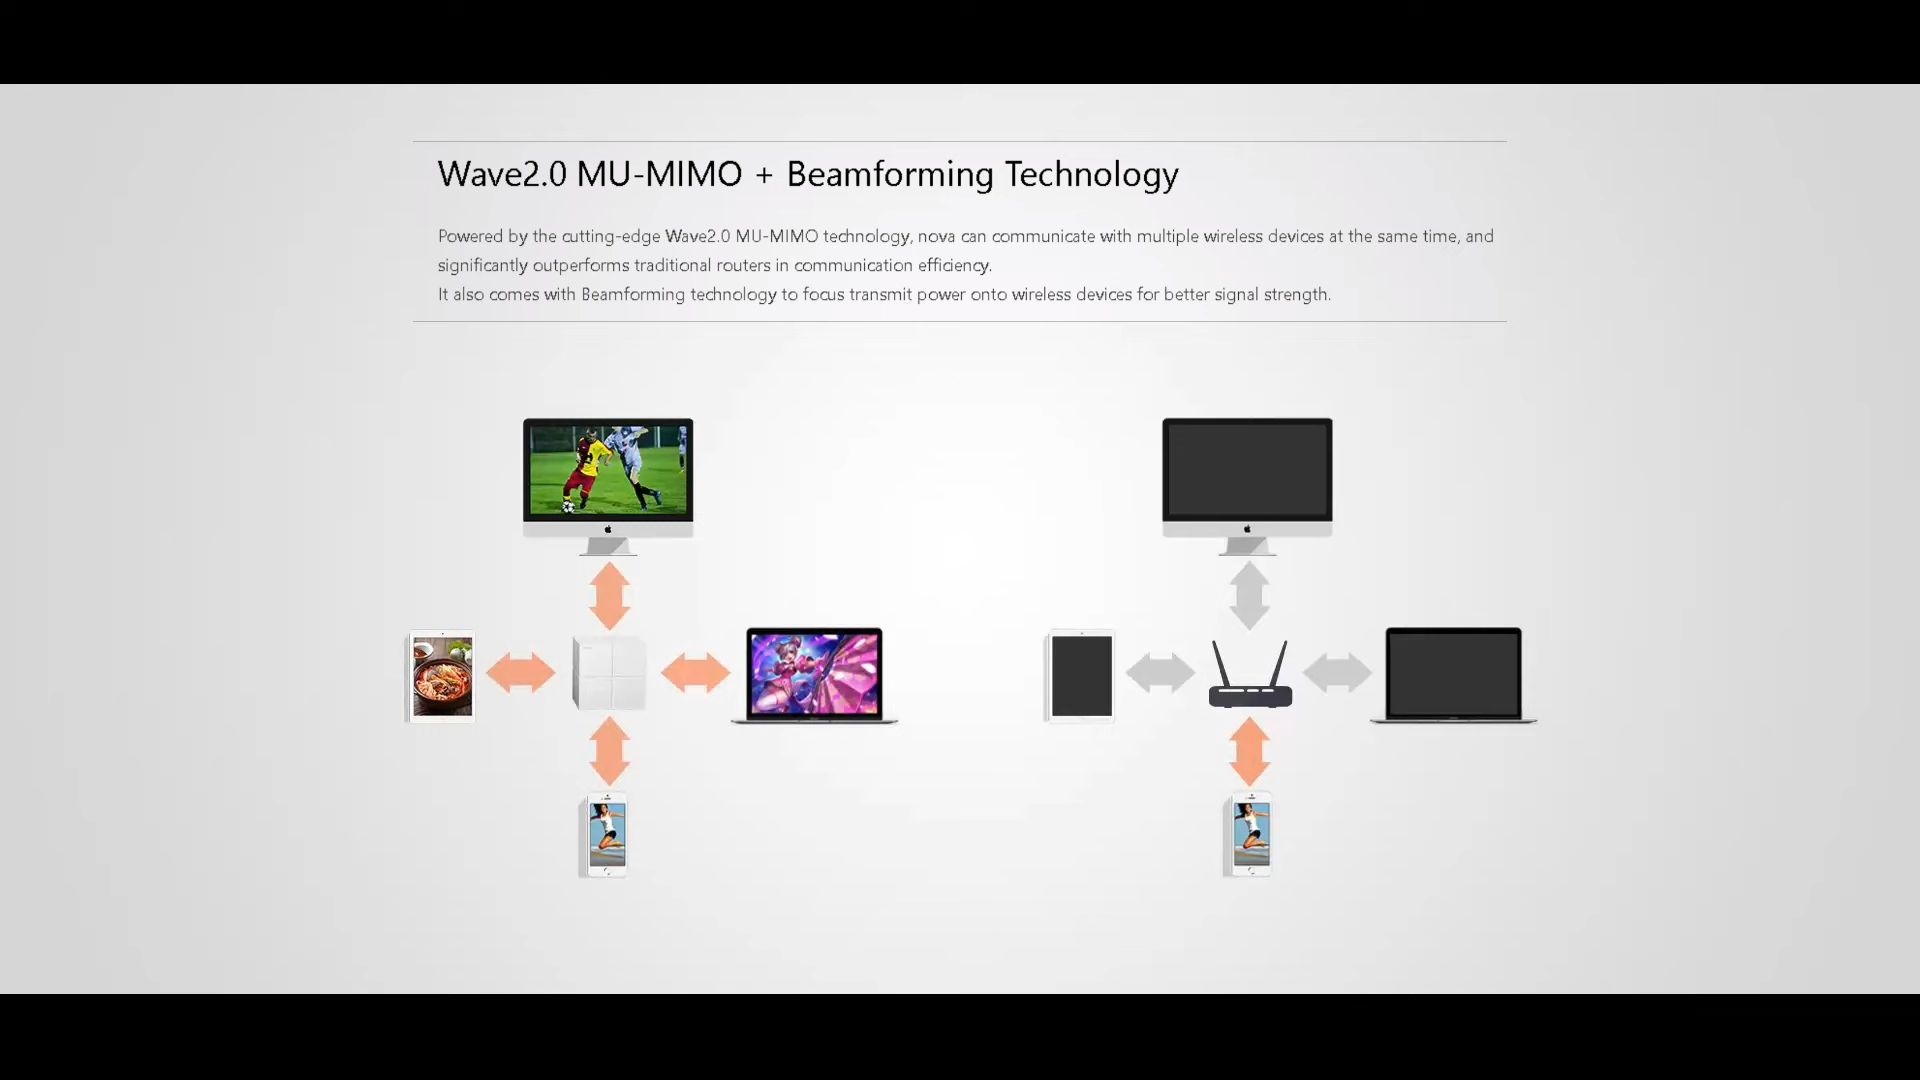 Wave2.0 MU-MIMO + Beamforming Technology
Powered by the cutting-edge Wave2.0 MU-MIMO technology, nova can communicate with multiple wireless devices at the same time, and
significantly outperforms traditional routers in communication efficiency.
It also comes with Beamforming technology to focus transmit power onto wireless devices for better signal strength.